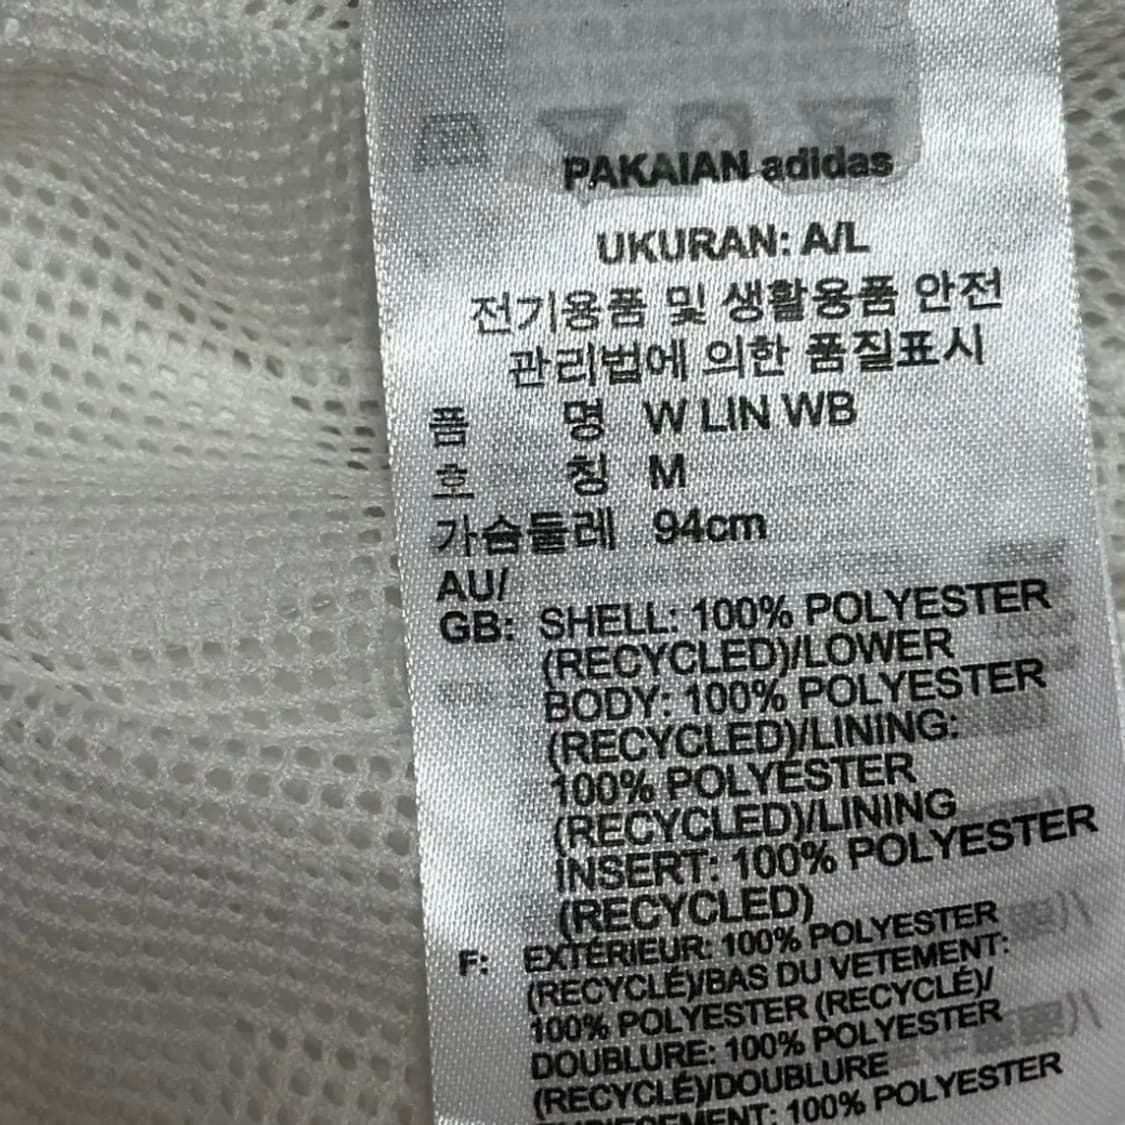 PAKAIAN adidas
UKURAN: A/L
전기용품 및 생활용품 안전
관리법에 의한 품질표시
품 명 W LIN WB
호 칭 M
가슴둘레 94cm
AU/
GB: SHELL: 100% POLYESTER
(RECYCLED)/LOWER
BODY: 100% POLYESTER
(RECYCLED)/LINING:
100% POLYESTER
(RECYCLED)/LINING
INSERT: 100% POLYESTER
(RECYCLED)
F: EXTÉRIEUR: 100% POLYESTER
(RECYCLÉ)/BAS DU VETEMENT:
100% POLYESTER (RECYCLÉ)/
DOUBLURE: 100% POLYESTER
(RECYCLÉ)/DOUBLURE
100% POLYESTER